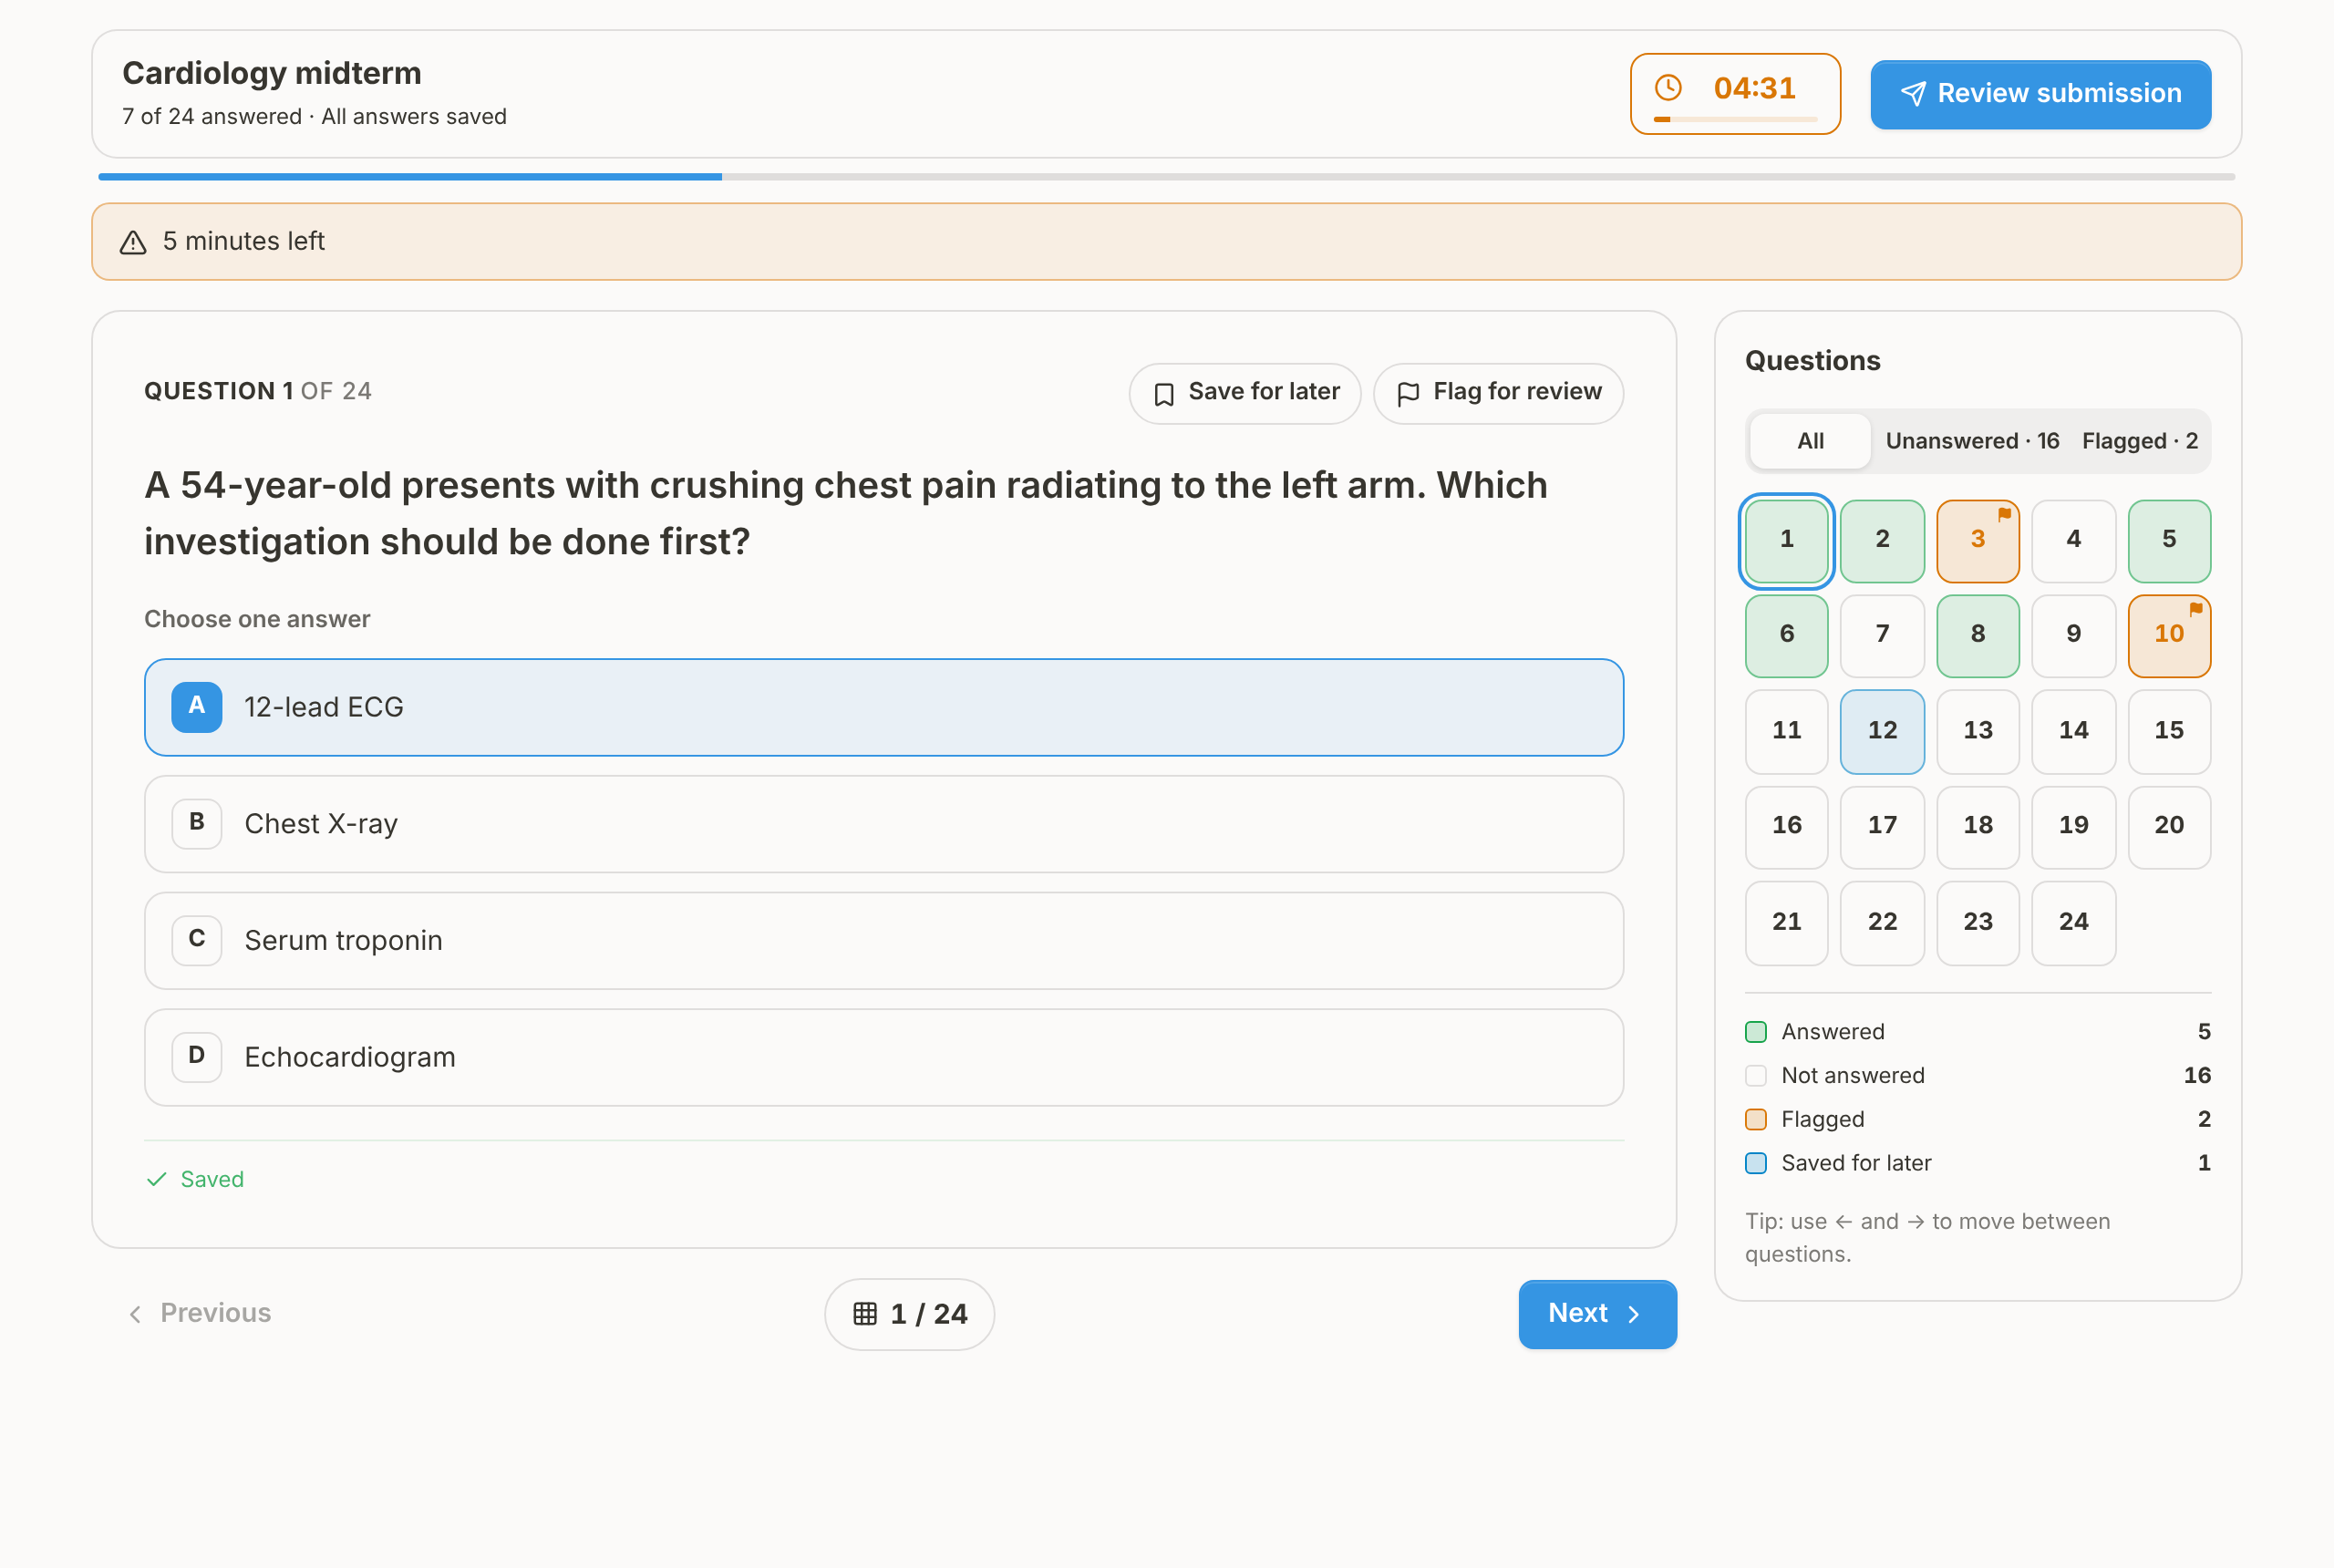 Cardiology midterm
7 of 24 answered · All answers saved
04:31
Review submission
5 minutes left
QUESTION 1 OF 24
Save for later
Flag for review
A 54-year-old presents with crushing chest pain radiating to the left arm. Which
investigation should be done first?
Choose one answer
A 12-lead ECG
B Chest X-ray
C Serum troponin
D Echocardiogram
Saved
Previous
1 / 24
Next
Questions
All Unanswered · 16 Flagged · 2
1 2 3 4 5
6 7 8 9 10
11 12 13 14 15
16 17 18 19 20
21 22 23 24
Answered 5
Not answered 16
Flagged 2
Saved for later 1
Tip: use ← and → to move between
questions.